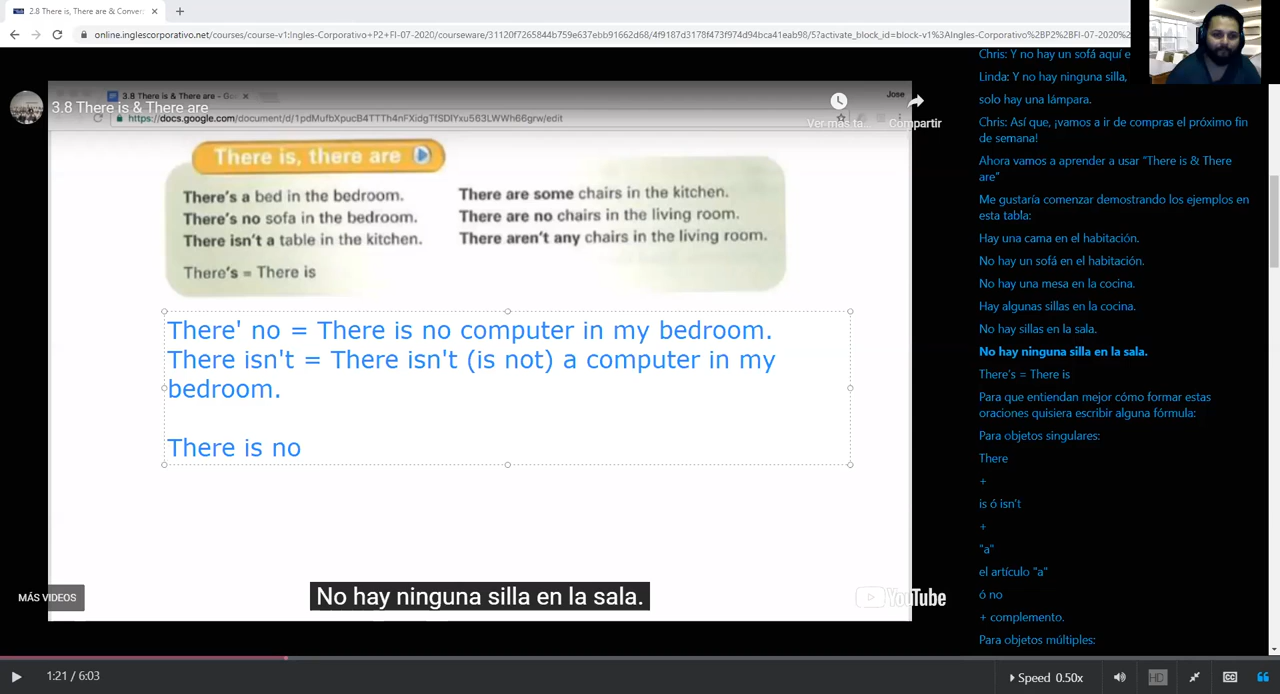 2.8 There is, There are & Conver
online.inglescorporativo.net/courses/course-v1:Ingles-Corporativo+P2+FI-07-2020/courseware/31120f7265844b759e637ebb91662d68/4f9187d3178f473f974d94bca41eab98/5?activate_block_id=block-v1%3AIngles-Corporativo%2BP2%2BFI-07-2020%2B
3.8 There is & There are - Go
Jose
3.8 There is & There are
https://docs.google.com/document/d/1pdMufbXpucB4TTTh4nFXidgTfSDIYxu563LWWh66grw/edit
Ver más ta...
Compartir
There is, there are
There's a bed in the bedroom.
There's no sofa in the bedroom.
There isn't a table in the kitchen.
There's = There is
There are some chairs in the kitchen.
There are no chairs in the living room.
There aren't any chairs in the living room.
There' no = There is no computer in my bedroom.
There isn't = There isn't (is not) a computer in my
bedroom.
There is no
No hay ninguna silla en la sala.
MÁS VIDEOS
YouTube
Chris: Y no hay un sofá aquí e
Linda: Y no hay ninguna silla,
solo hay una lámpara.
Chris: Así que, ¡vamos a ir de compras el próximo fin
de semana!
Ahora vamos a aprender a usar “There is & There
are”
Me gustaría comenzar demostrando los ejemplos en
esta tabla:
Hay una cama en el habitación.
No hay un sofá en el habitación.
No hay una mesa en la cocina.
Hay algunas sillas en la cocina.
No hay sillas en la sala.
No hay ninguna silla en la sala.
There’s = There is
Para que entiendan mejor cómo formar estas
oraciones quisiera escribir alguna fórmula:
Para objetos singulares:
There
+
is ó isn’t
+
"a"
el artículo "a"
ó no
+ complemento.
Para objetos múltiples:
1:21 / 6:03
Speed 0.50x
HD
CC